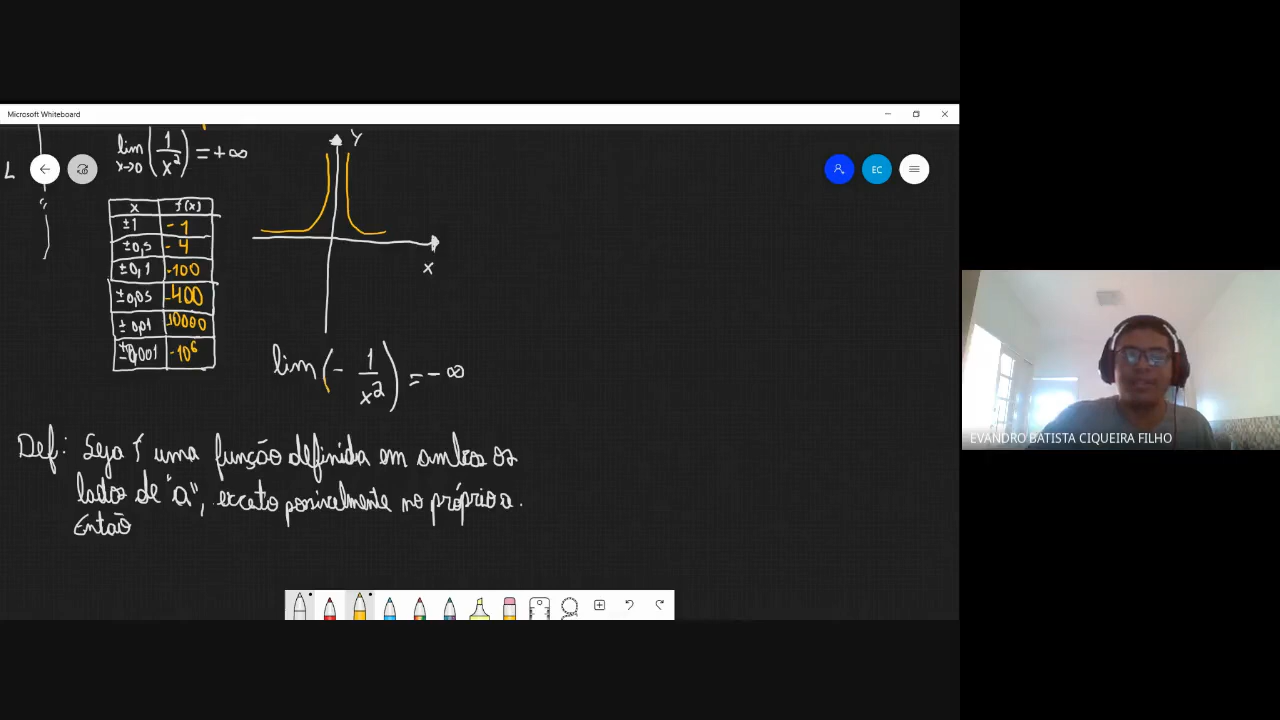 Microsoft Whiteboard
lim x→0 (1/x²) = +∞
L
Y
EC
x f(x)
±1 -1
±0,5 -4
±0,1 -100
±0,05 -400
±0,01 -10000
±0,001 -10⁶
X
lim (- 1/x²) = -∞
Def: Seja f uma função definida em ambos os
lados de "a", exceto possivelmente no próprio a.
Então
EVANDRO BATISTA CIQUEIRA FILHO